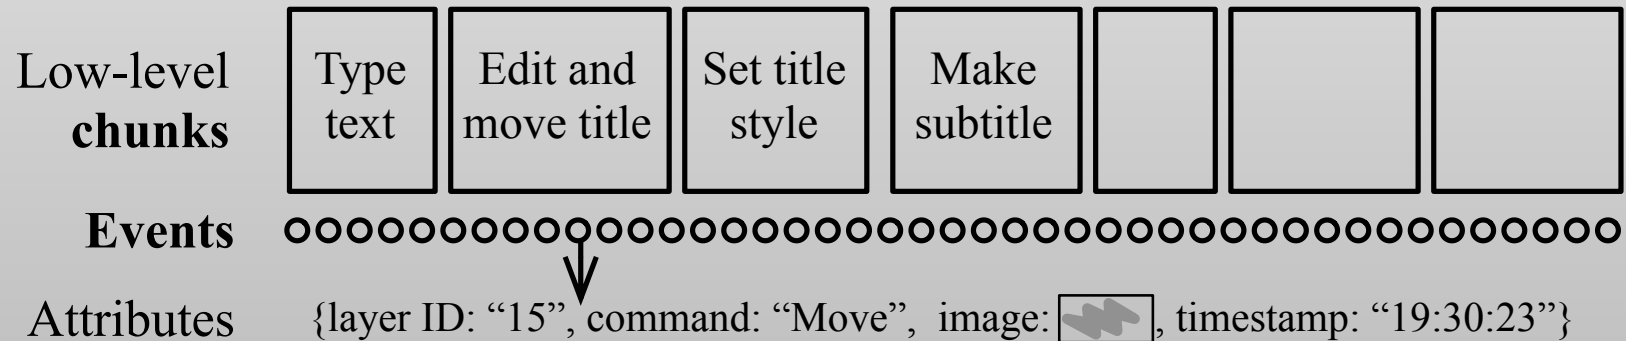 Low-level
chunks
Type
text
Edit and
move title
Set title
style
Make
subtitle
Events
Attributes
{layer ID: “15”, command: “Move”, image: , timestamp: “19:30:23”}